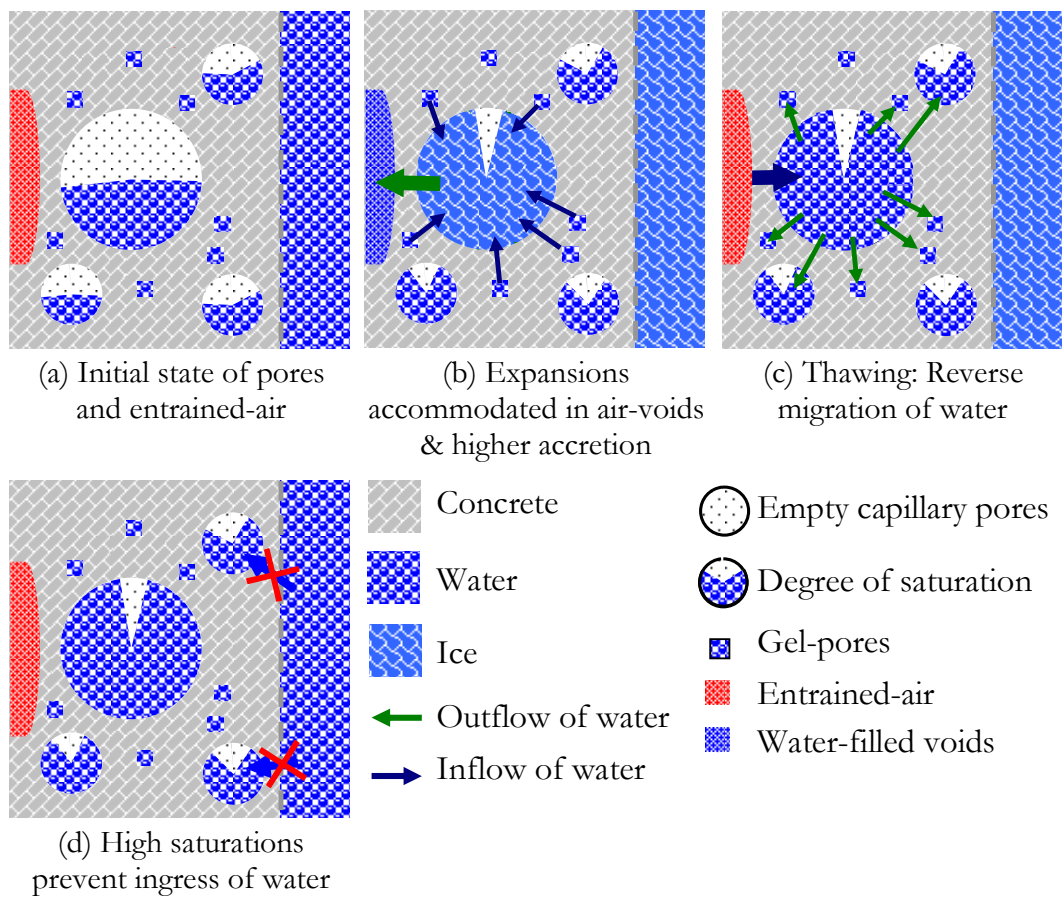 (a) Initial state of pores
and entrained-air
(b) Expansions
accommodated in air-voids
& higher accretion
(c) Thawing: Reverse
migration of water
(d) High saturations
prevent ingress of water
Concrete
Water
Ice
Outflow of water
Inflow of water
Empty capillary pores
Degree of saturation
Gel-pores
Entrained-air
Water-filled voids